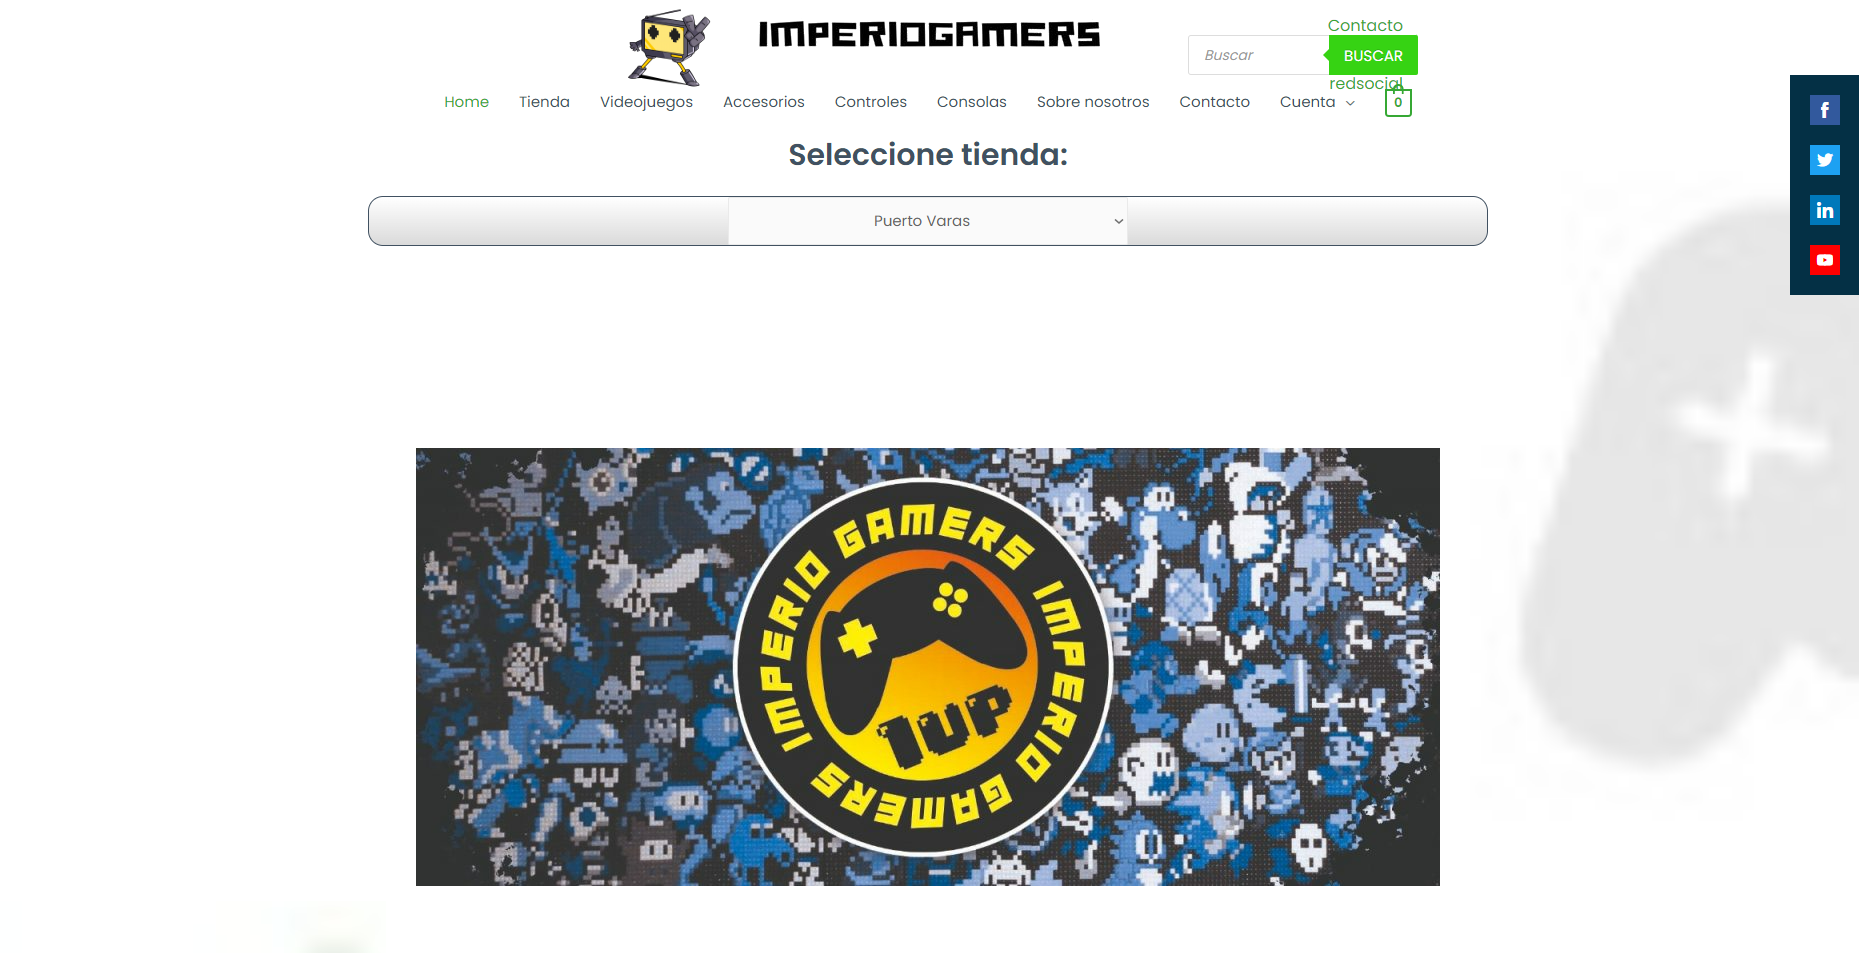 IMPERIOGAMERS
Contacto
Buscar
BUSCAR
redsocial
Home Tienda Videojuegos Accesorios Controles Consolas Sobre nosotros Contacto Cuenta 0
Seleccione tienda:
Puerto Varas
f
in
IMPERIO GAMERS IMPERIO GAMERS
1UP